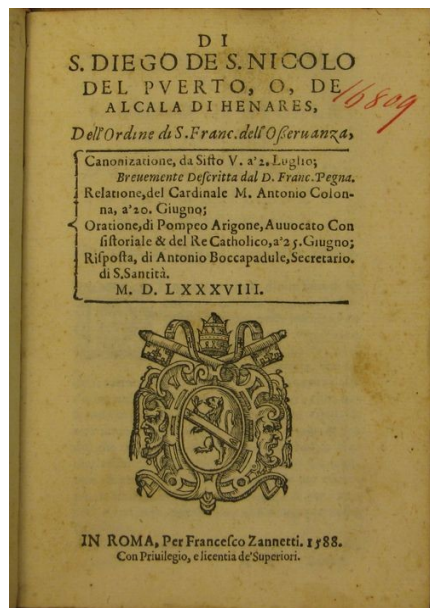 DI
S. DIEGO DE S. NICOLO
DEL PVERTO, O, DE
ALCALA DI HENARES,
16809
Dell'Ordine di S. Franc. dell'Oſſeruanza,
Canonizatione, da Siſto V. a'2. Luglio;
Breuemente Deſcritta dal D. Franc. Pegna.
Relatione, del Cardinale M. Antonio Colon-
na, a'20. Giugno;
Oratione, di Pompeo Arigone, Auuocato Con
ſiſtoriale & del Re Catholico, a'25. Giugno;
Riſpoſta, di Antonio Boccapadule, Secretario.
di S. Santità.
M. D. LXXXVIII.
IN ROMA, Per Franceſco Zannetti. 1588.
Con Priuilegio, e licentia de'Superiori.